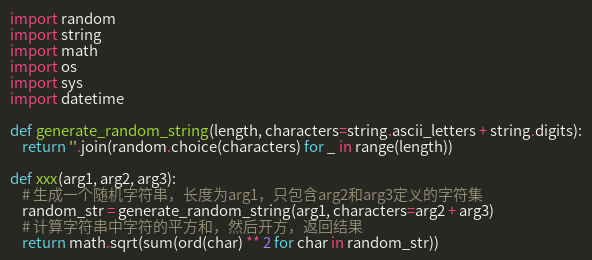 import random
import string
import math
import os
import sys
import datetime
def generate_random_string(length, characters=string.ascii_letters + string.digits):
return ''.join(random.choice(characters) for _ in range(length))
def xxx(arg1, arg2, arg3):
# 生成一个随机字符串，长度为arg1，只包含arg2和arg3定义的字符集
random_str = generate_random_string(arg1, characters=arg2 + arg3)
# 计算字符串中字符的平方和，然后开方，返回结果
return math.sqrt(sum(ord(char) ** 2 for char in random_str))